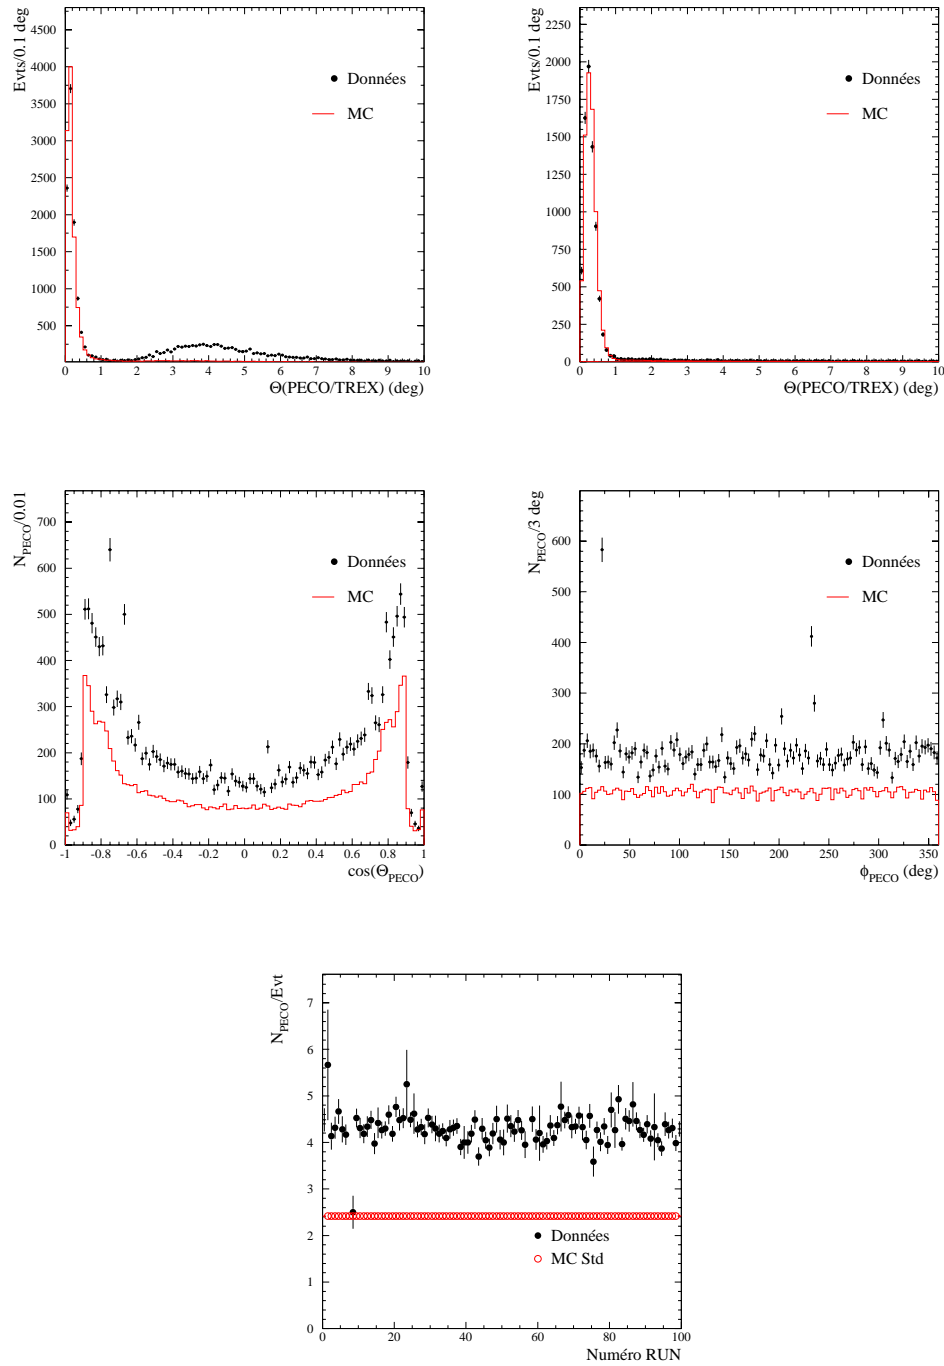 Evts/0.1 deg
4500
4000
3500
3000
2500
2000
1750
1250
750
250
Données
MC
0 1 2 3 4 5 6 7 8 9 10
Θ(PECO/TREX) (deg)
Evts/0.1 deg
2250
2000
1750
1500
1250
1000
750
500
250
0
Données
MC
0 1 2 3 4 5 6 7 8 9 10
Θ(PECO/TREX) (deg)
N_PECO/0.01
700
600
500
400
300
200
100
0
Données
MC
-1 -0.8 -0.6 -0.4 -0.2 0 0.2 0.4 0.6 0.8 1
cos(Θ_PECO)
N_PECO/3 deg
600
500
400
300
200
100
0
Données
MC
0 50 100 150 200 250 300 350
ϕ_PECO (deg)
N_PECO/Evt
7
6
5
4
3
2
1
0
Données
MC Std
0 20 40 60 80 100
Numéro RUN